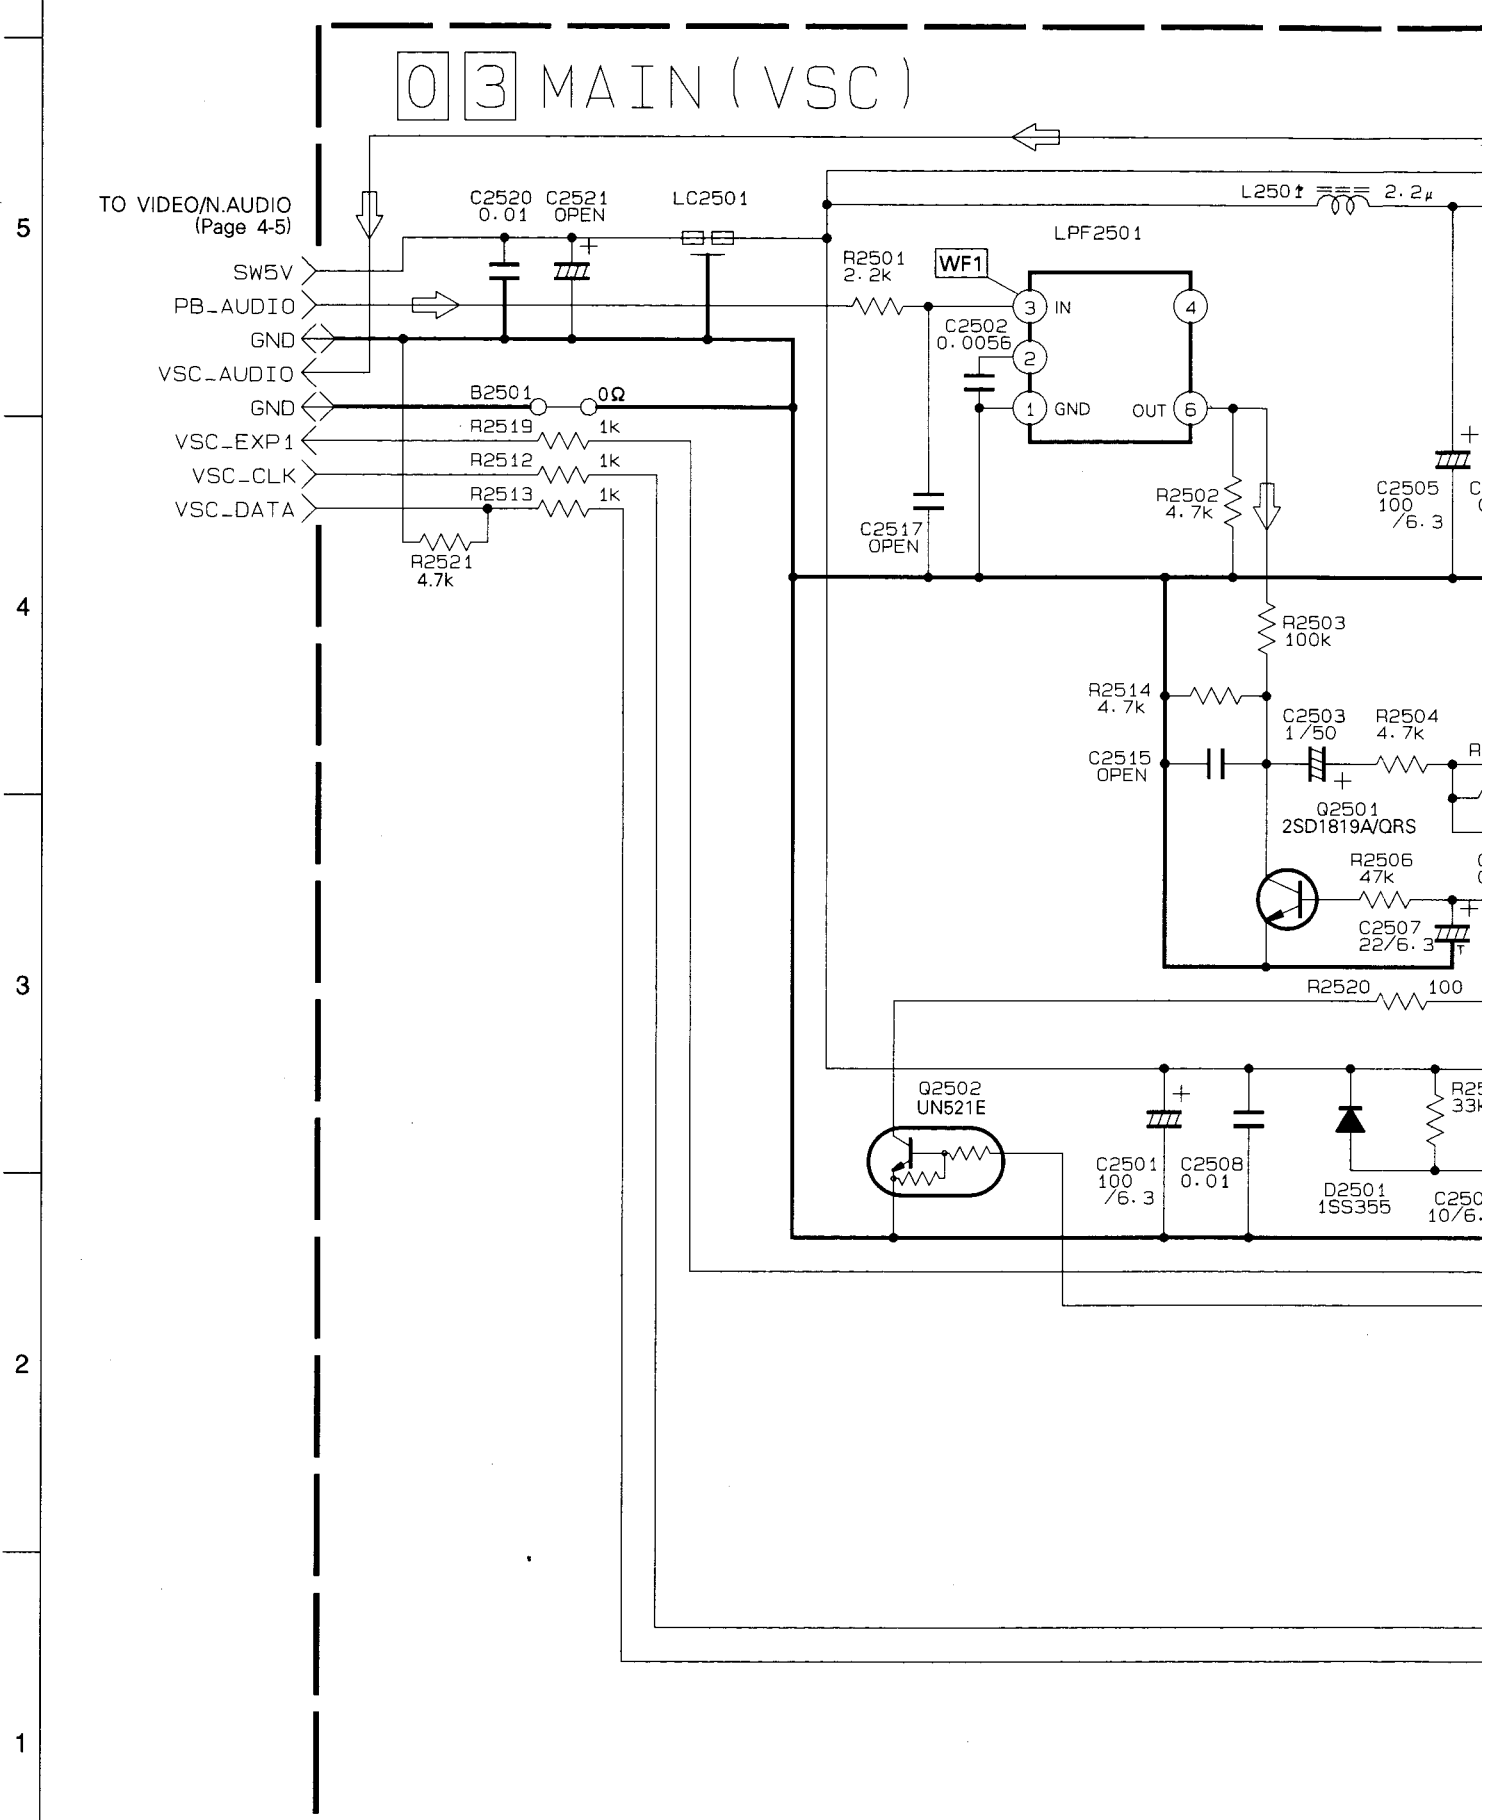 03 MAIN(VSC)
TO VIDEO/N.AUDIO
(Page 4-5)
5
SW5V
PB_AUDIO
GND
VSC_AUDIO
GND
VSC_EXP1
VSC_CLK
VSC_DATA
C2520
0.01
C2521
OPEN
+
LC2501
L2501
2.2μ
LPF2501
R2501
2.2k
WF1
3
IN
4
C2502
0.0056
2
1
GND
OUT
6
B2501
0Ω
R2519
1k
R2512
1k
R2513
1k
R2521
4.7k
C2517
OPEN
R2502
4.7k
+
C2505
100
/6.3
C
4
R2503
100k
R2514
4.7k
C2503
1/50
+
R2504
4.7k
R
C2515
OPEN
Q2501
2SD1819A/QRS
R2506
47k
+
C2507
22/6.3
T
3
R2520
100
Q2502
UN521E
+
C2501
100
/6.3
C2508
0.01
D2501
1SS355
R25
33k
C250
10/6.
2
1